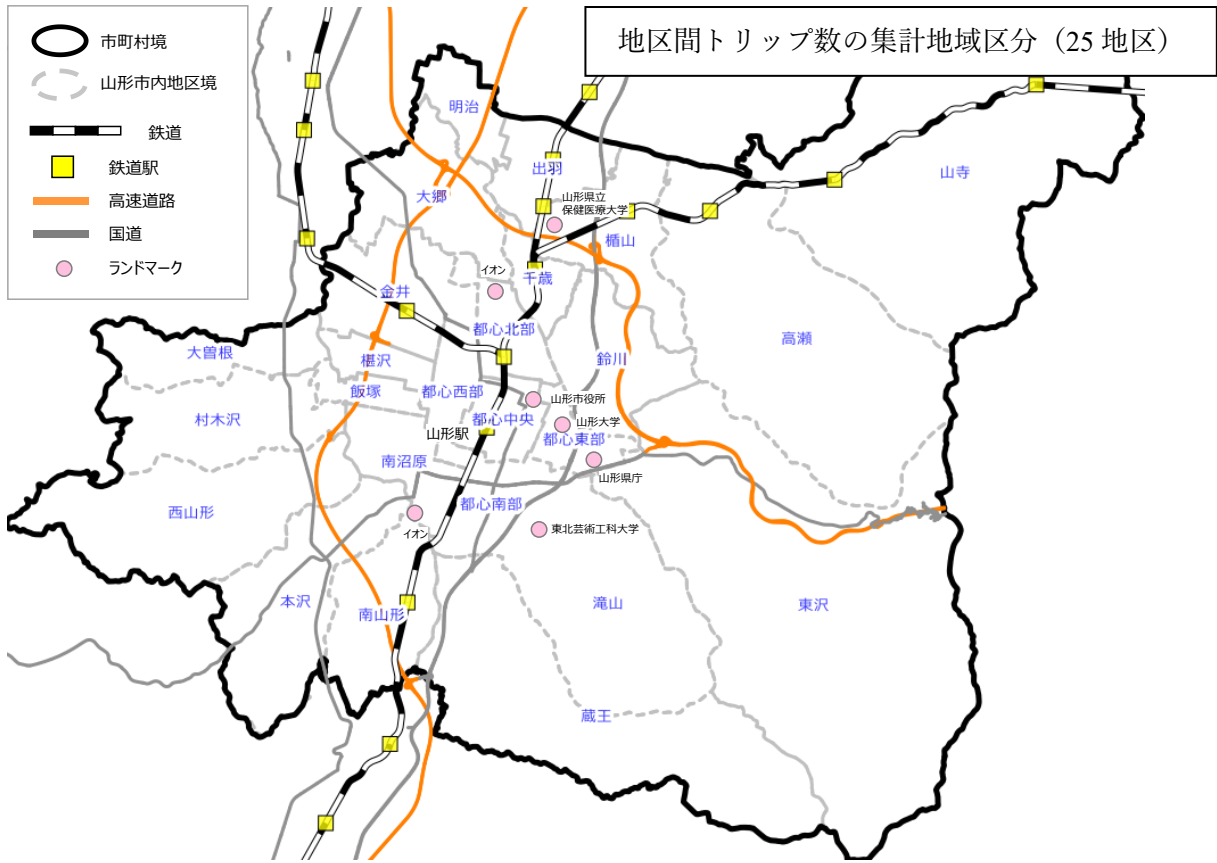 地区間トリップ数の集計地域区分（25 地区）
市町村境
山形市内地区境
鉄道
鉄道駅
高速道路
国道
ランドマーク
明治
出羽
山寺
大郷
山形県立
保健医療大学
楯山
千歳
イオン
金井
都心北部
高瀬
大曽根
椹沢
鈴川
飯塚
都心西部
山形市役所
村木沢
都心中央
山形大学
山形駅
都心東部
南沼原
山形県庁
西山形
都心南部
イオン
東北芸術工科大学
本沢
南山形
滝山
東沢
蔵王